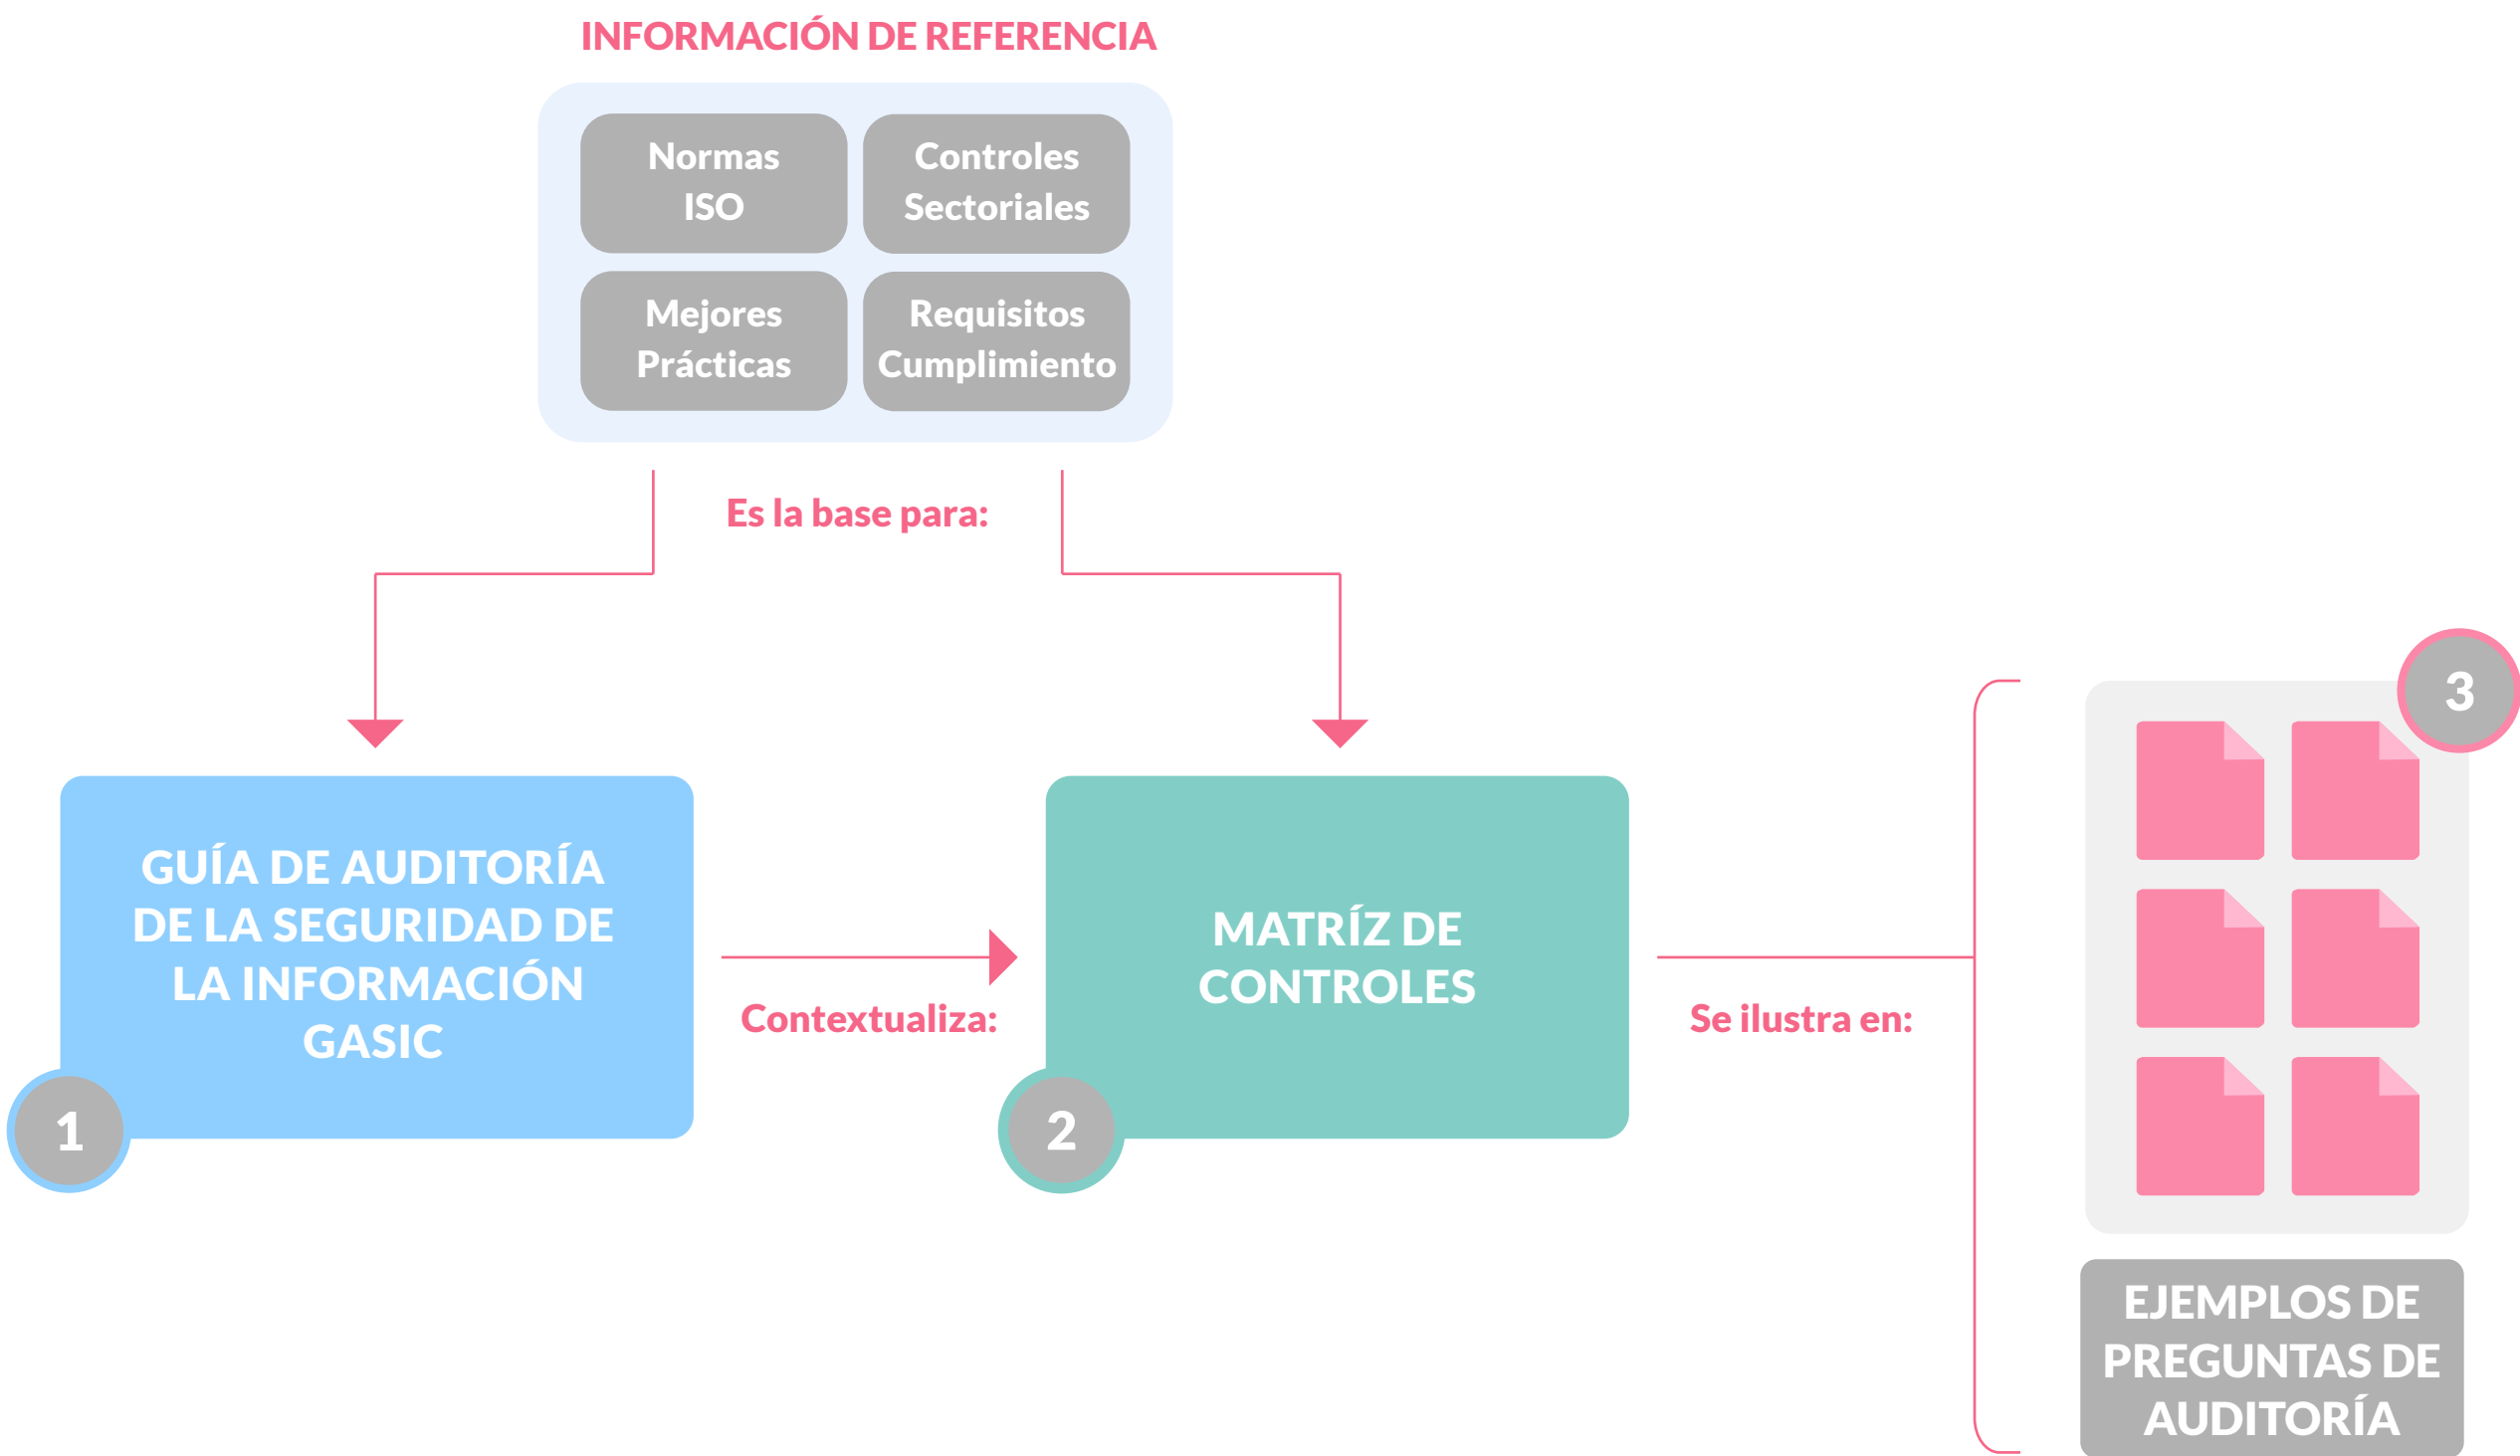 INFORMACIÓN DE REFERENCIA
Normas
ISO
Controles
Sectoriales
Mejores
Prácticas
Requisitos
Cumplimiento
Es la base para:
GUÍA DE AUDITORÍA
DE LA SEGURIDAD DE
LA INFORMACIÓN
GASIC
1
Contextualiza:
MATRÍZ DE
CONTROLES
2
Se ilustra en:
3
EJEMPLOS DE
PREGUNTAS DE
AUDITORÍA